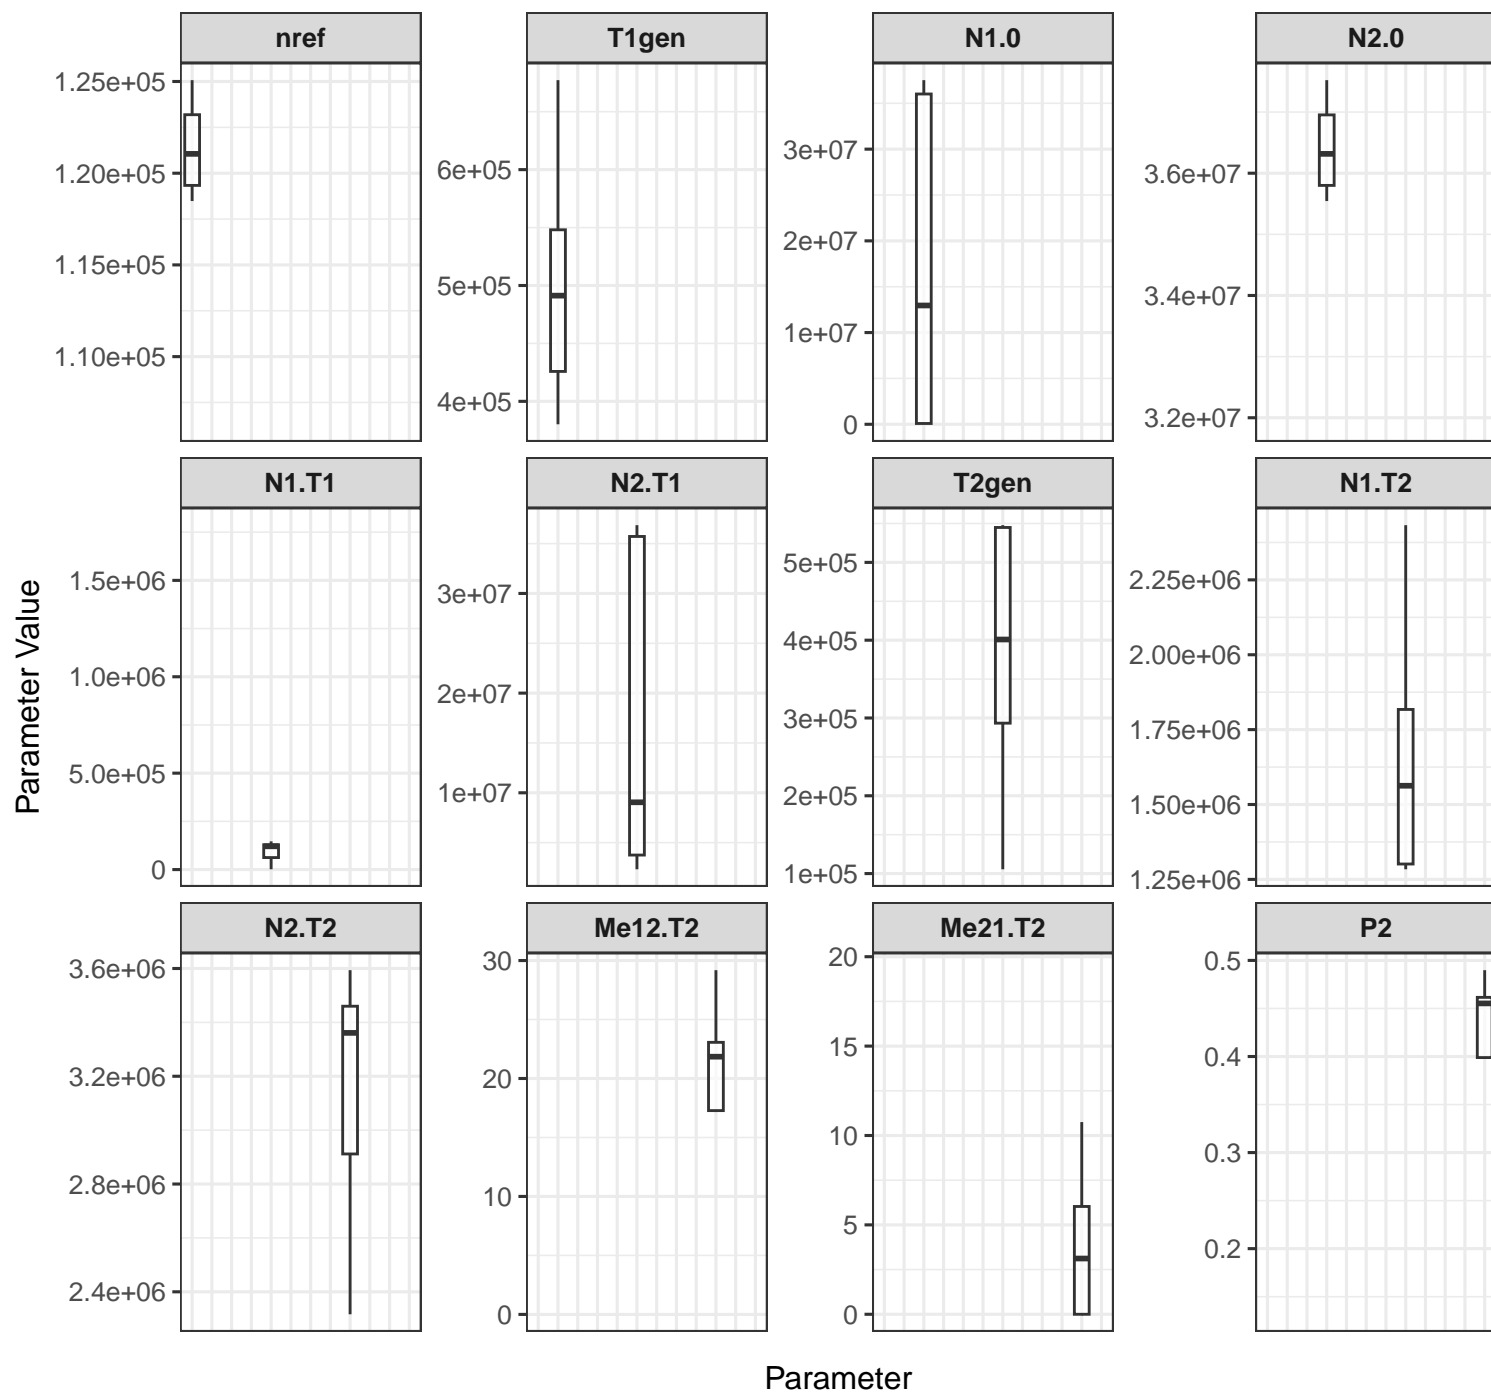 nref
T1gen
N1.0
N2.0
1.25e+05
1.20e+05
1.15e+05
1.10e+05
6e+05
5e+05
4e+05
3e+07
2e+07
1e+07
0
3.6e+07
3.4e+07
3.2e+07
N1.T1
N2.T1
T2gen
N1.T2
1.5e+06
1.0e+06
5.0e+05
0
3e+07
2e+07
1e+07
5e+05
4e+05
3e+05
2e+05
1e+05
2.25e+06
2.00e+06
1.75e+06
1.50e+06
1.25e+06
N2.T2
Me12.T2
Me21.T2
P2
3.6e+06
3.2e+06
2.8e+06
2.4e+06
30
20
10
0
20
15
10
5
0
0.5
0.4
0.3
0.2
Parameter Value
Parameter